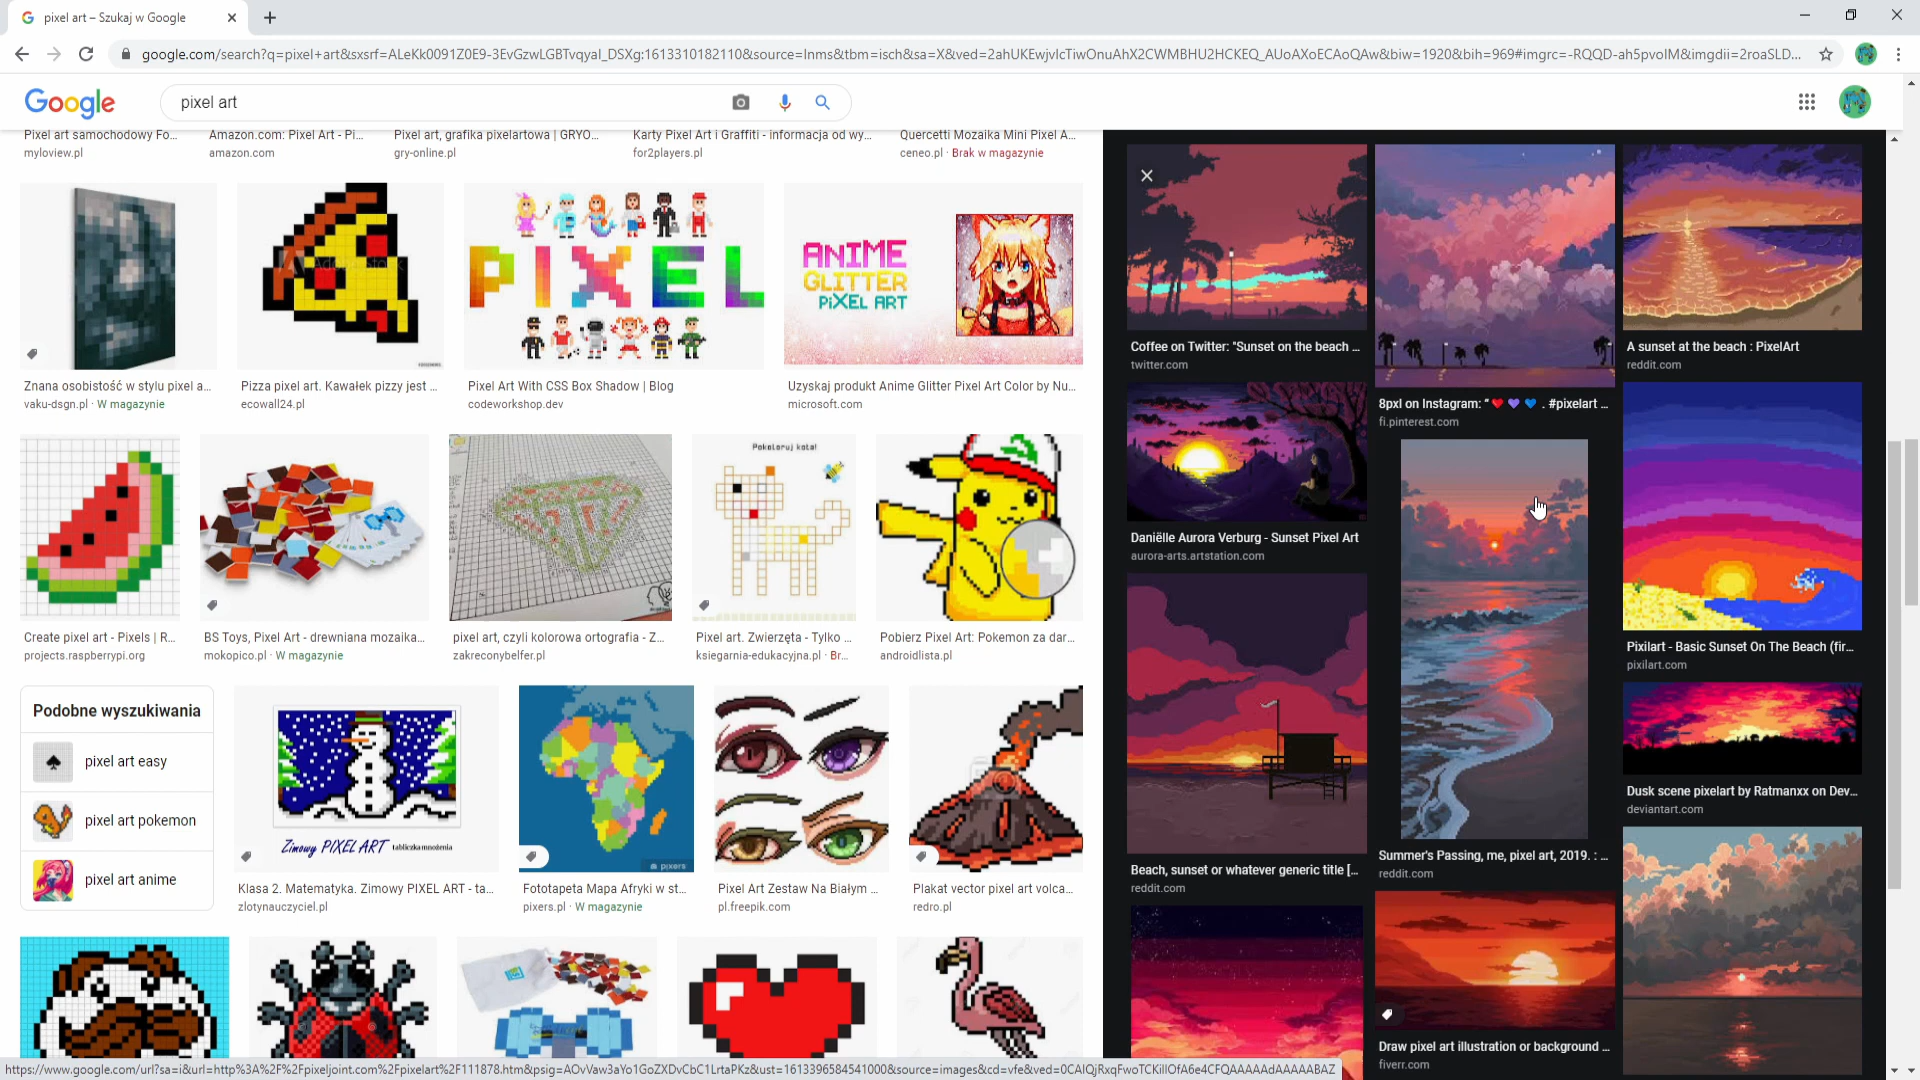 pixel art – Szukaj w Google
google.com/search?q=pixel+art&sxsrf=ALeKk0091Z0E9-3EvGzwLGBTvqyaI_DSXg:1613310182110&source=lnms&tbm=isch&sa=X&ved=2ahUKEwjvlcTiwOnuAhX2CWMBHU2HCKEQ_AUoAXoECAoQAw&biw=1920&bih=969#imgrc=-RQQD-ah5pvoIM&imgdii=2roaSLD...
Google
pixel art
Pixel art samochodowy Fo...
myloview.pl
Amazon.com: Pixel Art - Pi...
amazon.com
Pixel art, grafika pixelartowa | GRYO...
gry-online.pl
Karty Pixel Art i Graffiti - informacja od wy...
for2players.pl
Quercetti Mozaika Mini Pixel A...
ceneo.pl · Brak w magazynie
PIXEL
ANIME
GLITTER
PiXEL ART
Znana osobistość w stylu pixel a...
vaku-dsgn.pl · W magazynie
Pizza pixel art. Kawałek pizzy jest ...
ecowall24.pl
Pixel Art With CSS Box Shadow | Blog
codeworkshop.dev
Uzyskaj produkt Anime Glitter Pixel Art Color by Nu...
microsoft.com
Pokoloruj kota!
Create pixel art - Pixels | R...
projects.raspberrypi.org
BS Toys, Pixel Art - drewniana mozaika...
mokopico.pl · W magazynie
pixel art, czyli kolorowa ortografia - Z...
zakreconybelfer.pl
Pixel art. Zwierzęta - Tylko ...
ksiegarnia-edukacyjna.pl · Br...
Pobierz Pixel Art: Pokemon za dar...
androidlista.pl
Podobne wyszukiwania
pixel art easy
pixel art pokemon
pixel art anime
Zimowy PIXEL ART tabliczka mnożenia
pixers
Klasa 2. Matematyka. Zimowy PIXEL ART - ta...
zlotynauczyciel.pl
Fototapeta Mapa Afryki w st...
pixers.pl · W magazynie
Pixel Art Zestaw Na Białym ...
pl.freepik.com
Plakat vector pixel art volca...
redro.pl
Coffee on Twitter: "Sunset on the beach ...
twitter.com
8pxl on Instagram: “❤️💜💙 . #pixelart ...
fi.pinterest.com
A sunset at the beach : PixelArt
reddit.com
Daniëlle Aurora Verburg - Sunset Pixel Art
aurora-arts.artstation.com
Pixilart - Basic Sunset On The Beach (fir...
pixilart.com
Dusk scene pixelart by Ratmanxx on Dev...
deviantart.com
Beach, sunset or whatever generic title [...
reddit.com
Summer's Passing, me, pixel art, 2019. : ...
reddit.com
Draw pixel art illustration or background ...
fiverr.com
https://www.google.com/url?sa=i&url=http%3A%2F%2Fpixeljoint.com%2Fpixelart%2F111878.htm&psig=AOvVaw3aYo1GoZXDvCbC1LrtaPKz&ust=1613396584541000&source=images&cd=vfe&ved=0CAIQjRxqFwoTCKillOfA6e4CFQAAAAAdAAAAABAZ